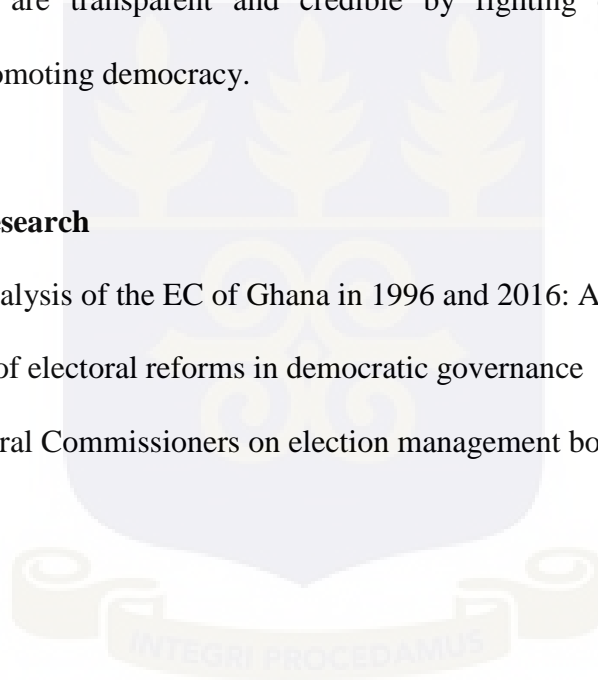 are transparent and credible by fighting
omoting democracy.
search
alysis of the EC of Ghana in 1996 and 2016: A
of electoral reforms in democratic governance
ral Commissioners on election management bo
INTEGRI PROCEDAMUS